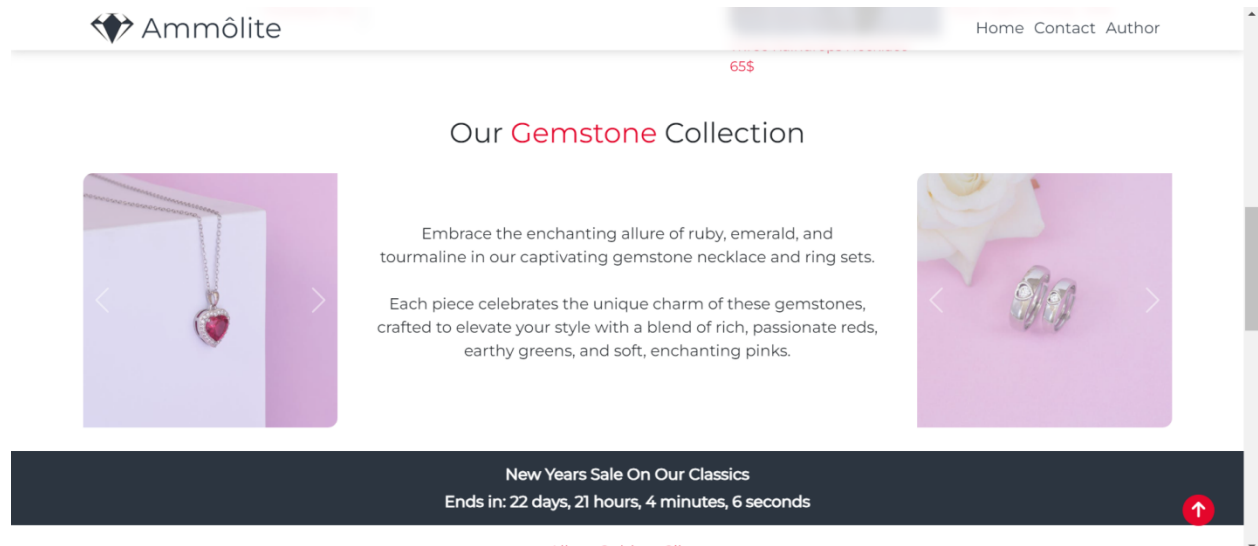 Ammôlite
Home Contact Author
65$
Our Gemstone Collection
Embrace the enchanting allure of ruby, emerald, and
tourmaline in our captivating gemstone necklace and ring sets.
Each piece celebrates the unique charm of these gemstones,
crafted to elevate your style with a blend of rich, passionate reds,
earthy greens, and soft, enchanting pinks.
New Years Sale On Our Classics
Ends in: 22 days, 21 hours, 4 minutes, 6 seconds